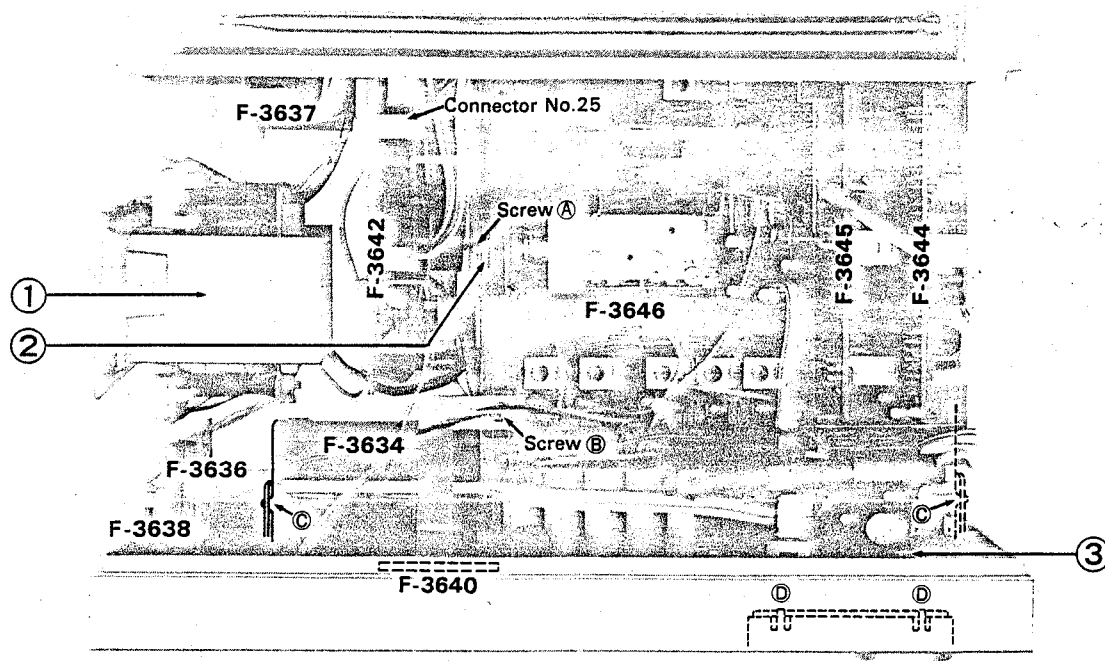 F-3637
Connector No.25
Screw Ⓐ
F-3642
F-3645
F-3644
①
②
F-3646
F-3634
Screw Ⓑ
F-3636
Ⓒ
Ⓒ
F-3638
③
F-3640
Ⓓ
Ⓓ